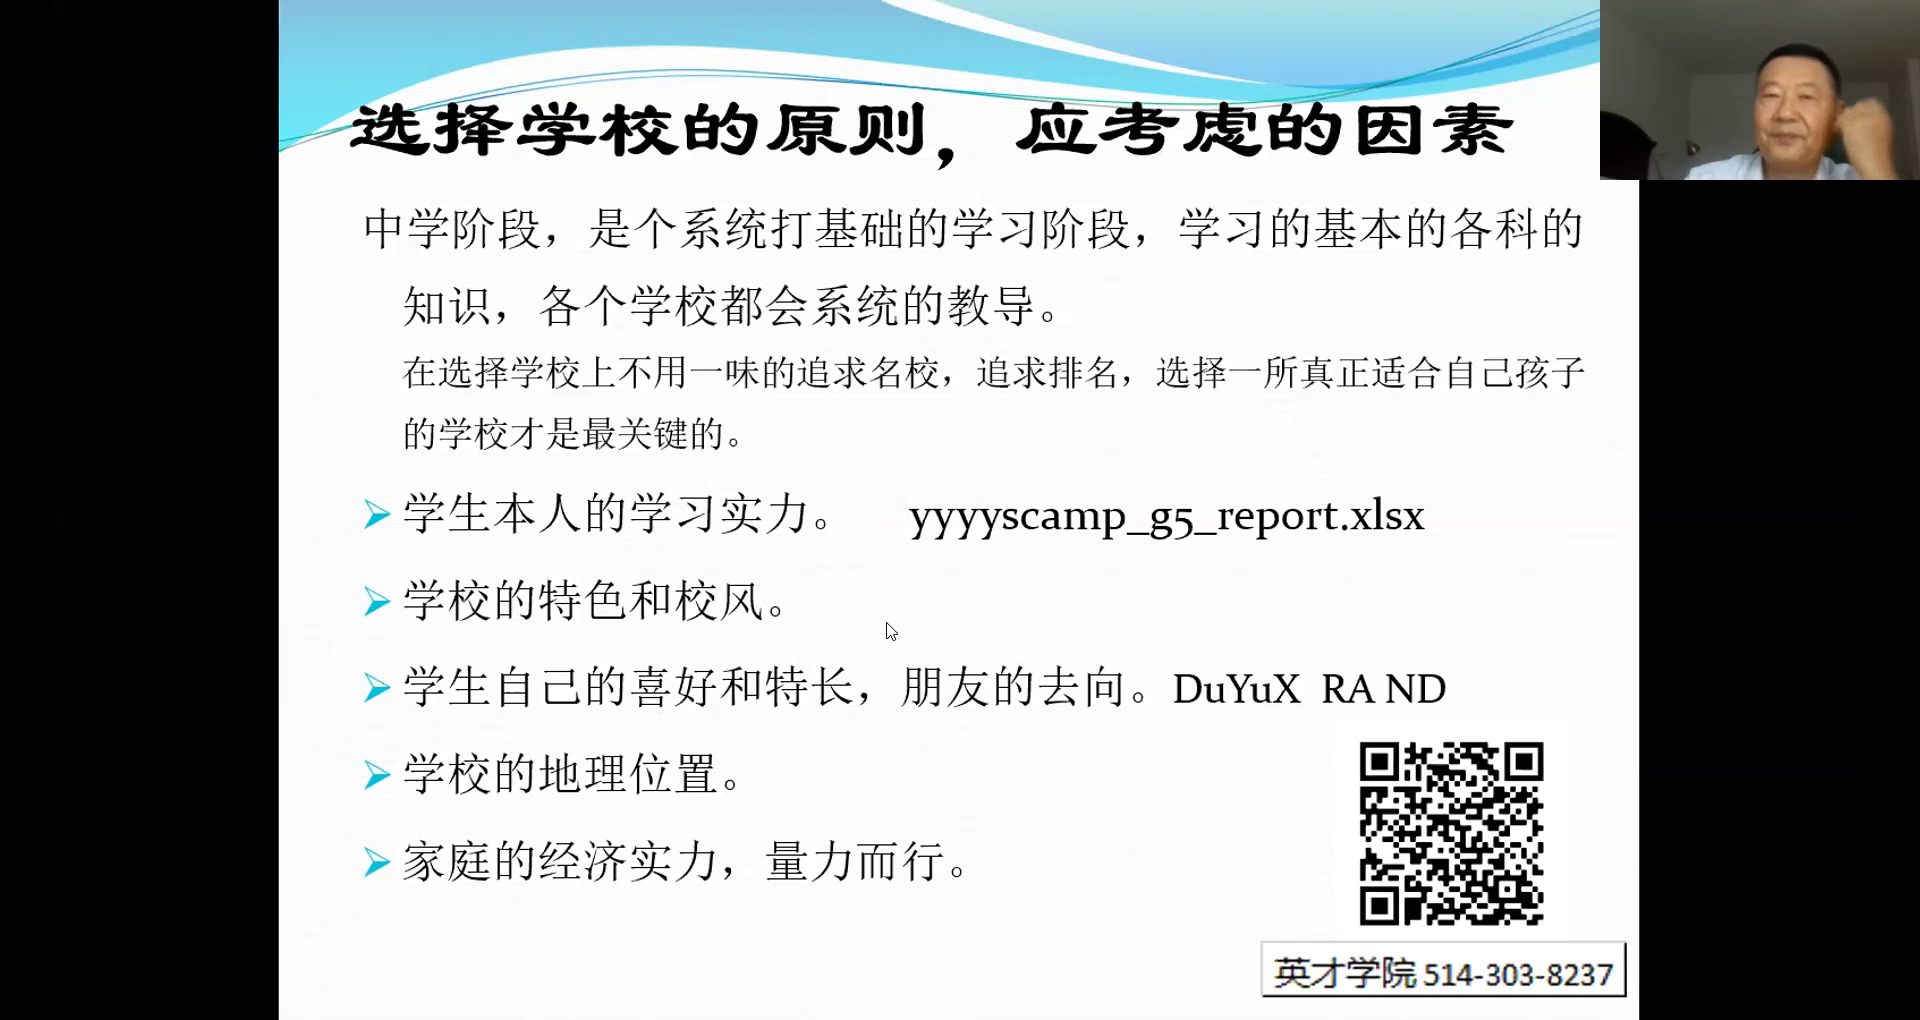 选择学校的原则，应考虑的因素
中学阶段，是个系统打基础的学习阶段，学习的基本的各科的
知识，各个学校都会系统的教导。
在选择学校上不用一味的追求名校，追求排名，选择一所真正适合自己孩子
的学校才是最关键的。
学生本人的学习实力。 yyyyscamp_g5_report.xlsx
学校的特色和校风。
学生自己的喜好和特长，朋友的去向。DuYuX RA ND
学校的地理位置。
家庭的经济实力，量力而行。
英才学院 514-303-8237